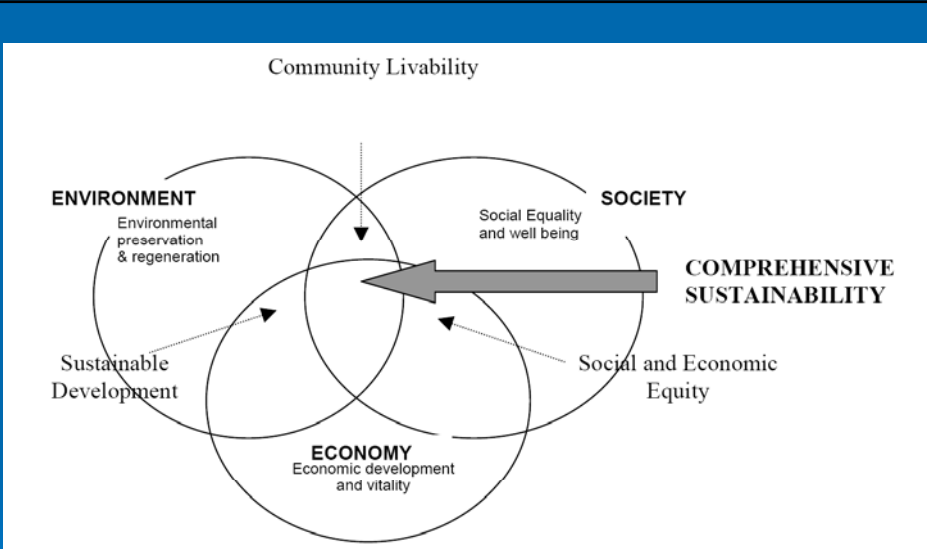 Community Livability
ENVIRONMENT
Environmental
preservation
& regeneration
SOCIETY
Social Equality
and well being
COMPREHENSIVE
SUSTAINABILITY
Sustainable
Development
Social and Economic
Equity
ECONOMY
Economic development
and vitality